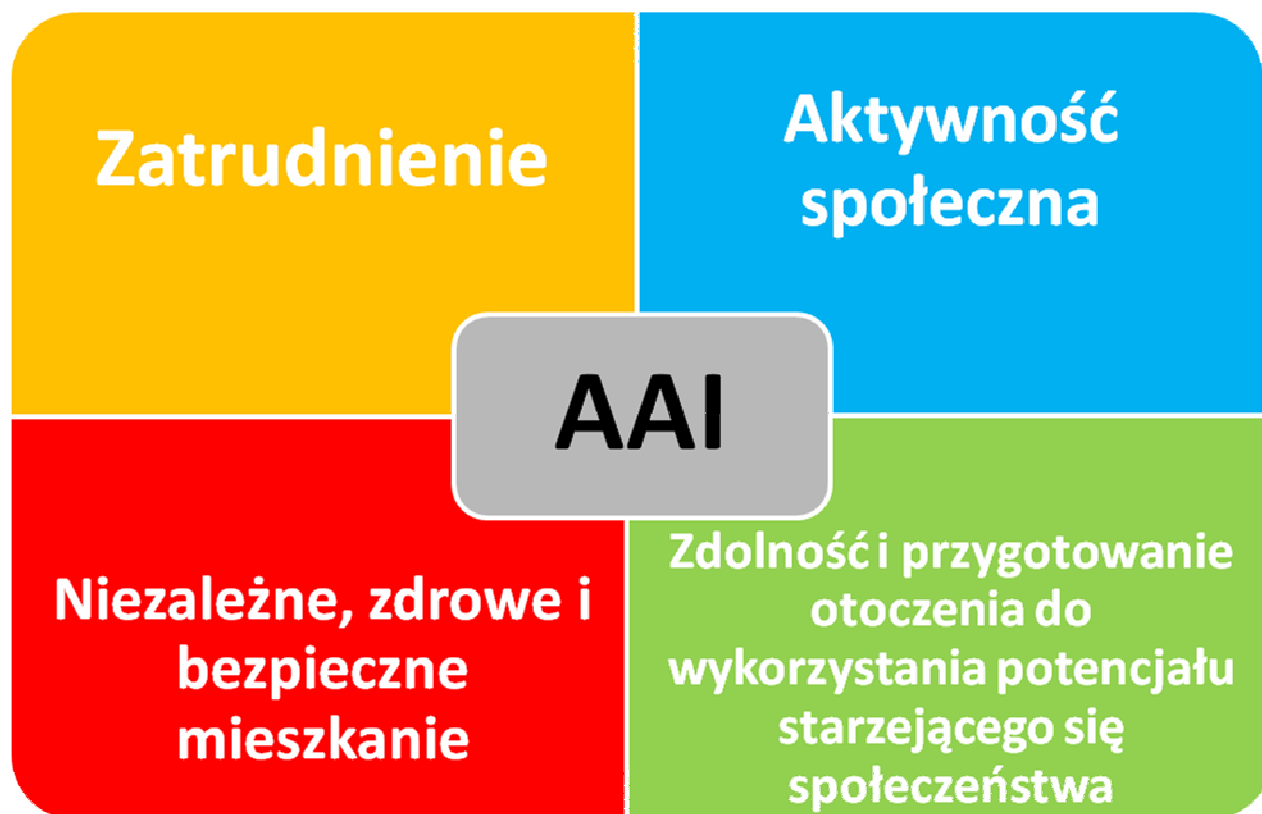 Zatrudnienie
Aktywność
społeczna
AAI
Niezależne, zdrowe i
bezpieczne
mieszkanie
Zdolność i przygotowanie
otoczenia do
wykorzystania potencjału
starzejącego się
społeczeństwa